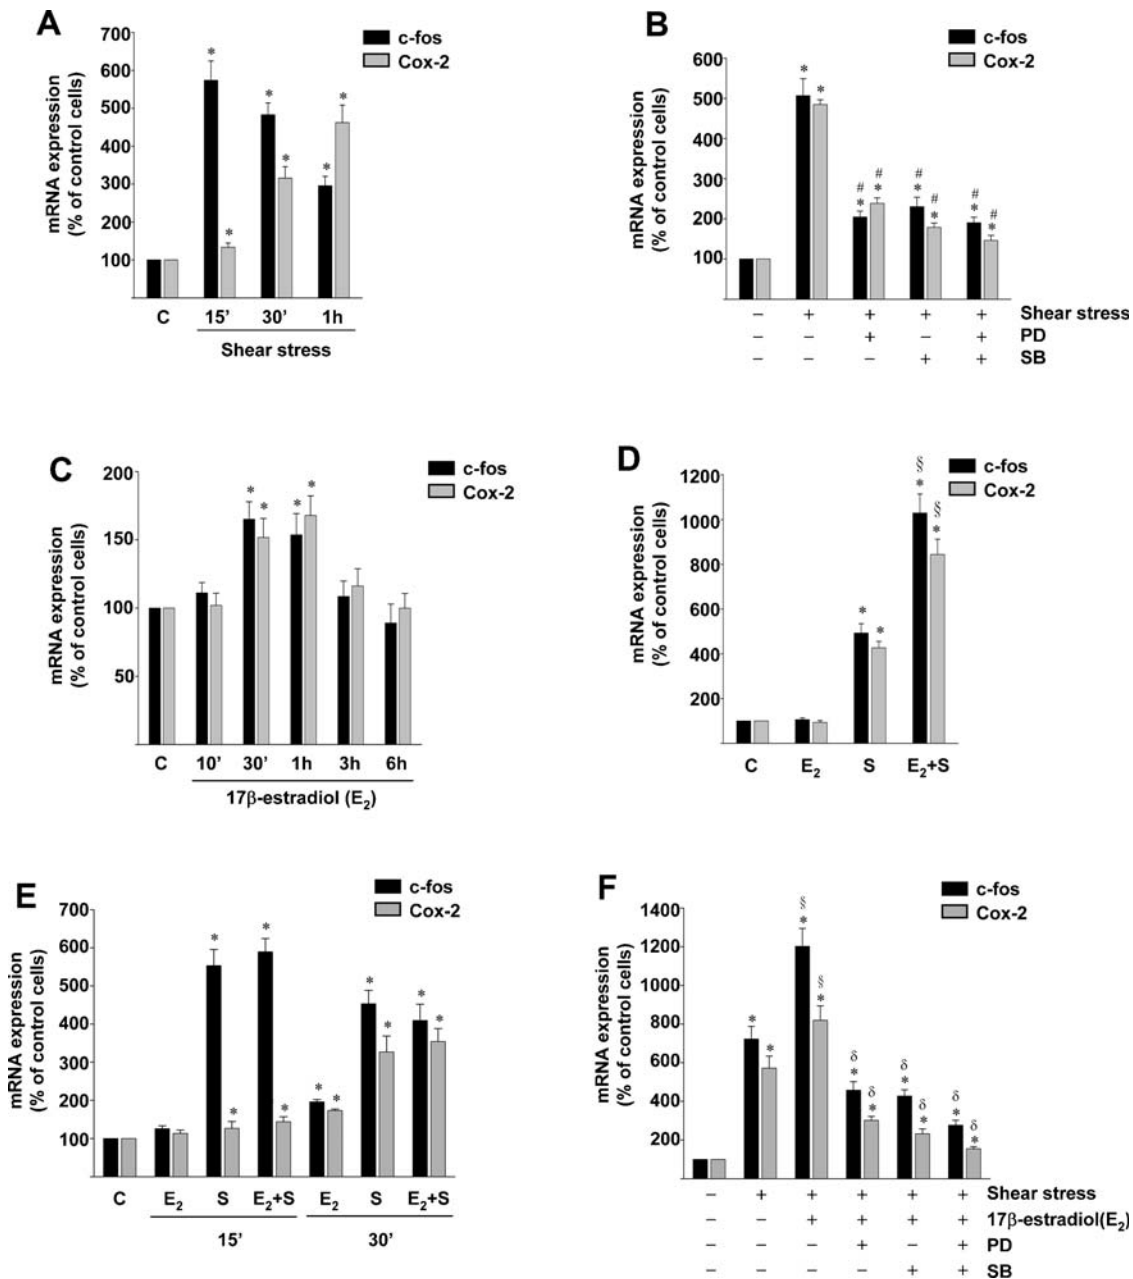 A
c-fos
Cox-2
mRNA expression
(% of control cells)
700
600
500
400
300
200
100
* * * * * *
C 15' 30' 1h
Shear stress
B
c-fos
Cox-2
mRNA expression
(% of control cells)
600
500
400
300
200
100
* *
# # # # # #
* * * * * *
– + + + + Shear stress
– – + – + PD
– – – + + SB
C
c-fos
Cox-2
mRNA expression
(% of control cells)
200
150
100
50
* * * *
C 10' 30' 1h 3h 6h
17β-estradiol (E₂)
D
c-fos
Cox-2
mRNA expression
(% of control cells)
1200
1000
800
600
400
200
§ §
* * * *
C E₂ S E₂+S
E
c-fos
Cox-2
mRNA expression
(% of control cells)
700
600
500
400
300
200
100
* * * * * * * * * *
C E₂ S E₂+S E₂ S E₂+S
15' 30'
F
c-fos
Cox-2
mRNA expression
(% of control cells)
1400
1200
1000
800
600
400
200
§ § δ δ δ δ δ δ
* * * * * * * * * *
– + + + + + Shear stress
– – + + + + 17β-estradiol(E₂)
– – – + – + PD
– – – – + + SB